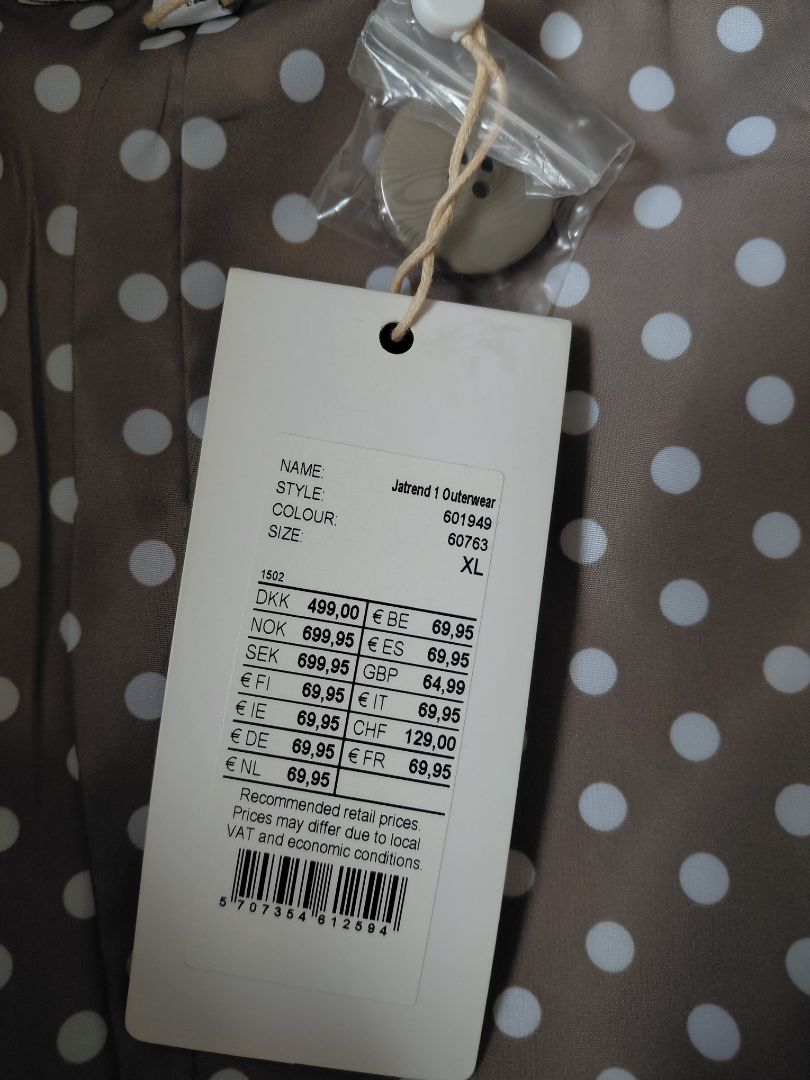 NAME: Jatrend 1 Outerwear
STYLE: 601949
COLOUR: 60763
SIZE: XL
1502
DKK 499,00 € BE 69,95
NOK 699,95 € ES 69,95
SEK 699,95 GBP 64,99
€ FI 69,95 € IT 69,95
€ IE 69,95 CHF 129,00
€ DE 69,95 € FR 69,95
€ NL 69,95
Recommended retail prices.
Prices may differ due to local
VAT and economic conditions.
5 707354 612594